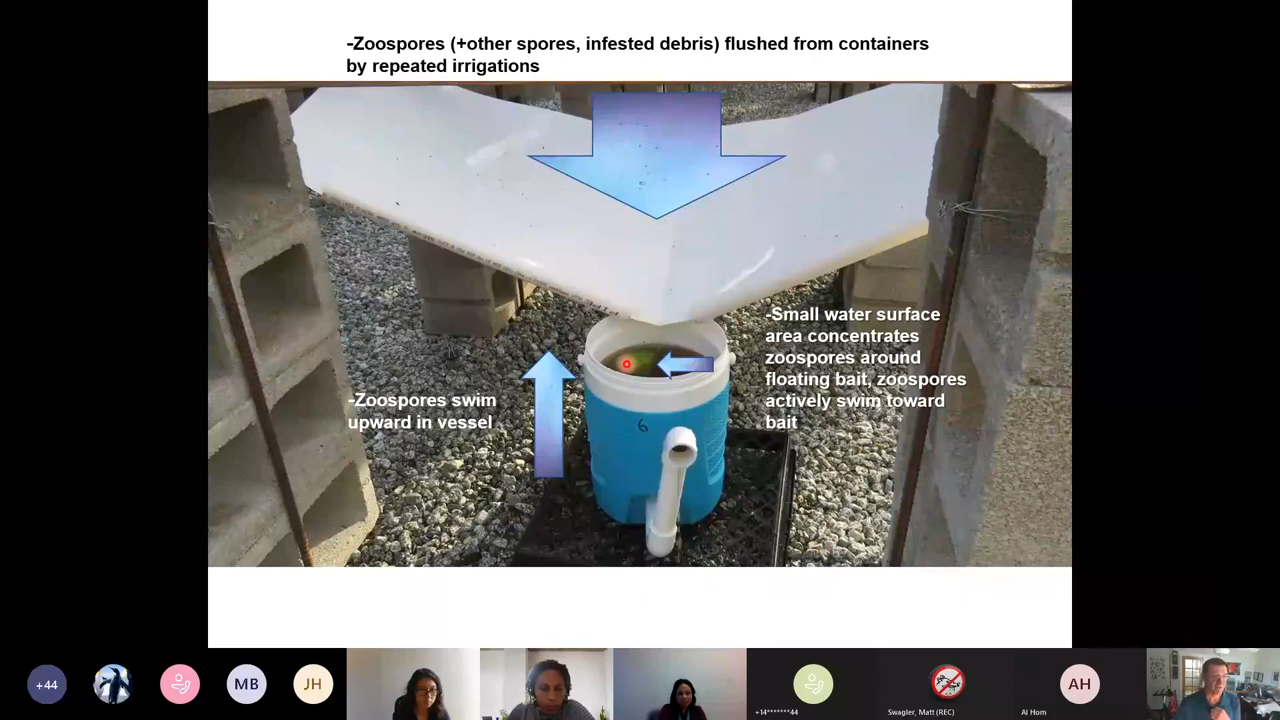 -Zoospores (+other spores, infested debris) flushed from containers
by repeated irrigations
-Small water surface
area concentrates
zoospores around
floating bait, zoospores
actively swim toward
bait
-Zoospores swim
upward in vessel
6
+44
MB
JH
+14*******44
Swagler, Matt (REC)
AH
Al Hom